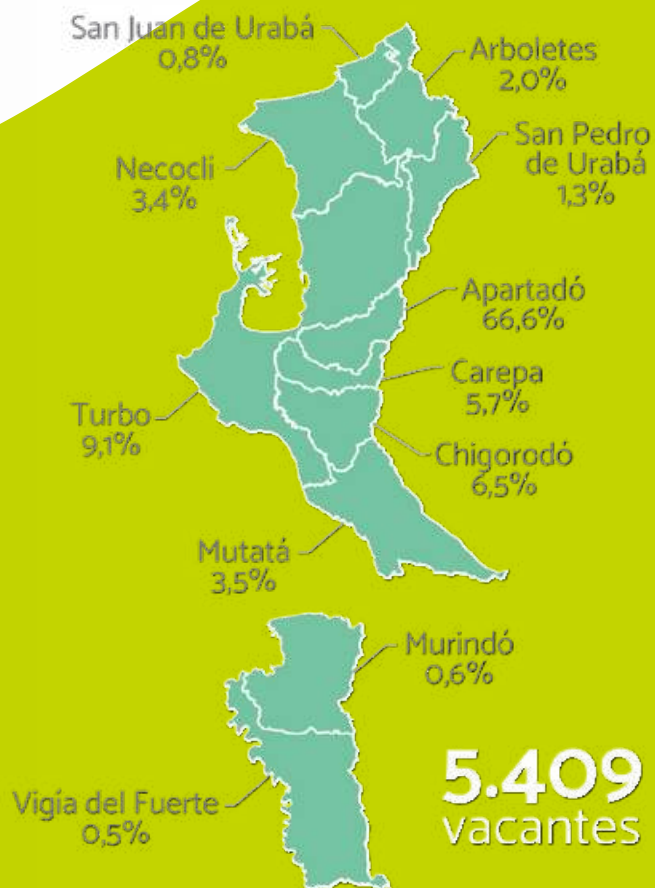 San Juan de Urabá
0,8%
Arboletes
2,0%
San Pedro
de Urabá
1,3%
Necocli
3,4%
Apartadó
66,6%
Carepa
5,7%
Turbo
9,1%
Chigorodó
6,5%
Mutatá
3,5%
Murindó
0,6%
5.409
vacantes
Vigía del Fuerte
0,5%